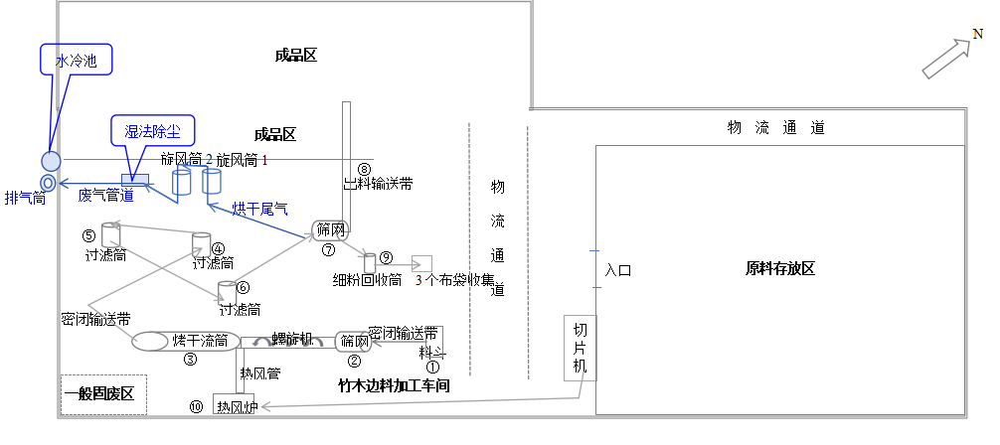 N
成品区
水冷池
湿法除尘
成品区
物 流 通 道
旋风筒 2
旋风筒 1
⑧
出料输送带
排气筒
废气管道
烘干尾气
物流通道
⑤
过滤筒
④
过滤筒
筛网
⑦
⑨
细粉回收筒
3 个布袋收集
⑥
过滤筒
入口
原料存放区
密闭输送带
烤干流筒
③
螺旋机
筛网
②
密闭输送带
料斗
①
切片机
热风管
竹木边料加工车间
一般固废区
⑩
热风炉